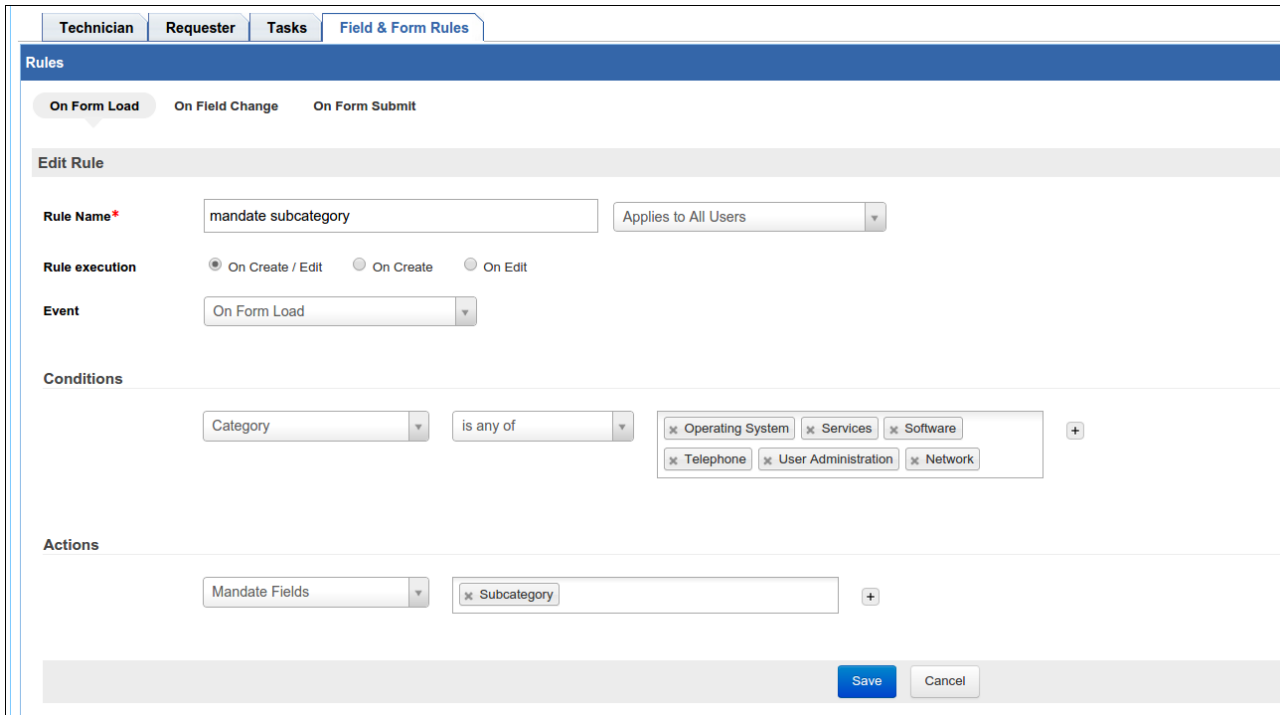 Technician Requester Tasks Field & Form Rules
Rules
On Form Load On Field Change On Form Submit
Edit Rule
Rule Name* mandate subcategory Applies to All Users
Rule execution On Create / Edit On Create On Edit
Event On Form Load
Conditions
Category is any of Operating System Services Software
Telephone User Administration Network
Actions
Mandate Fields Subcategory
Save Cancel